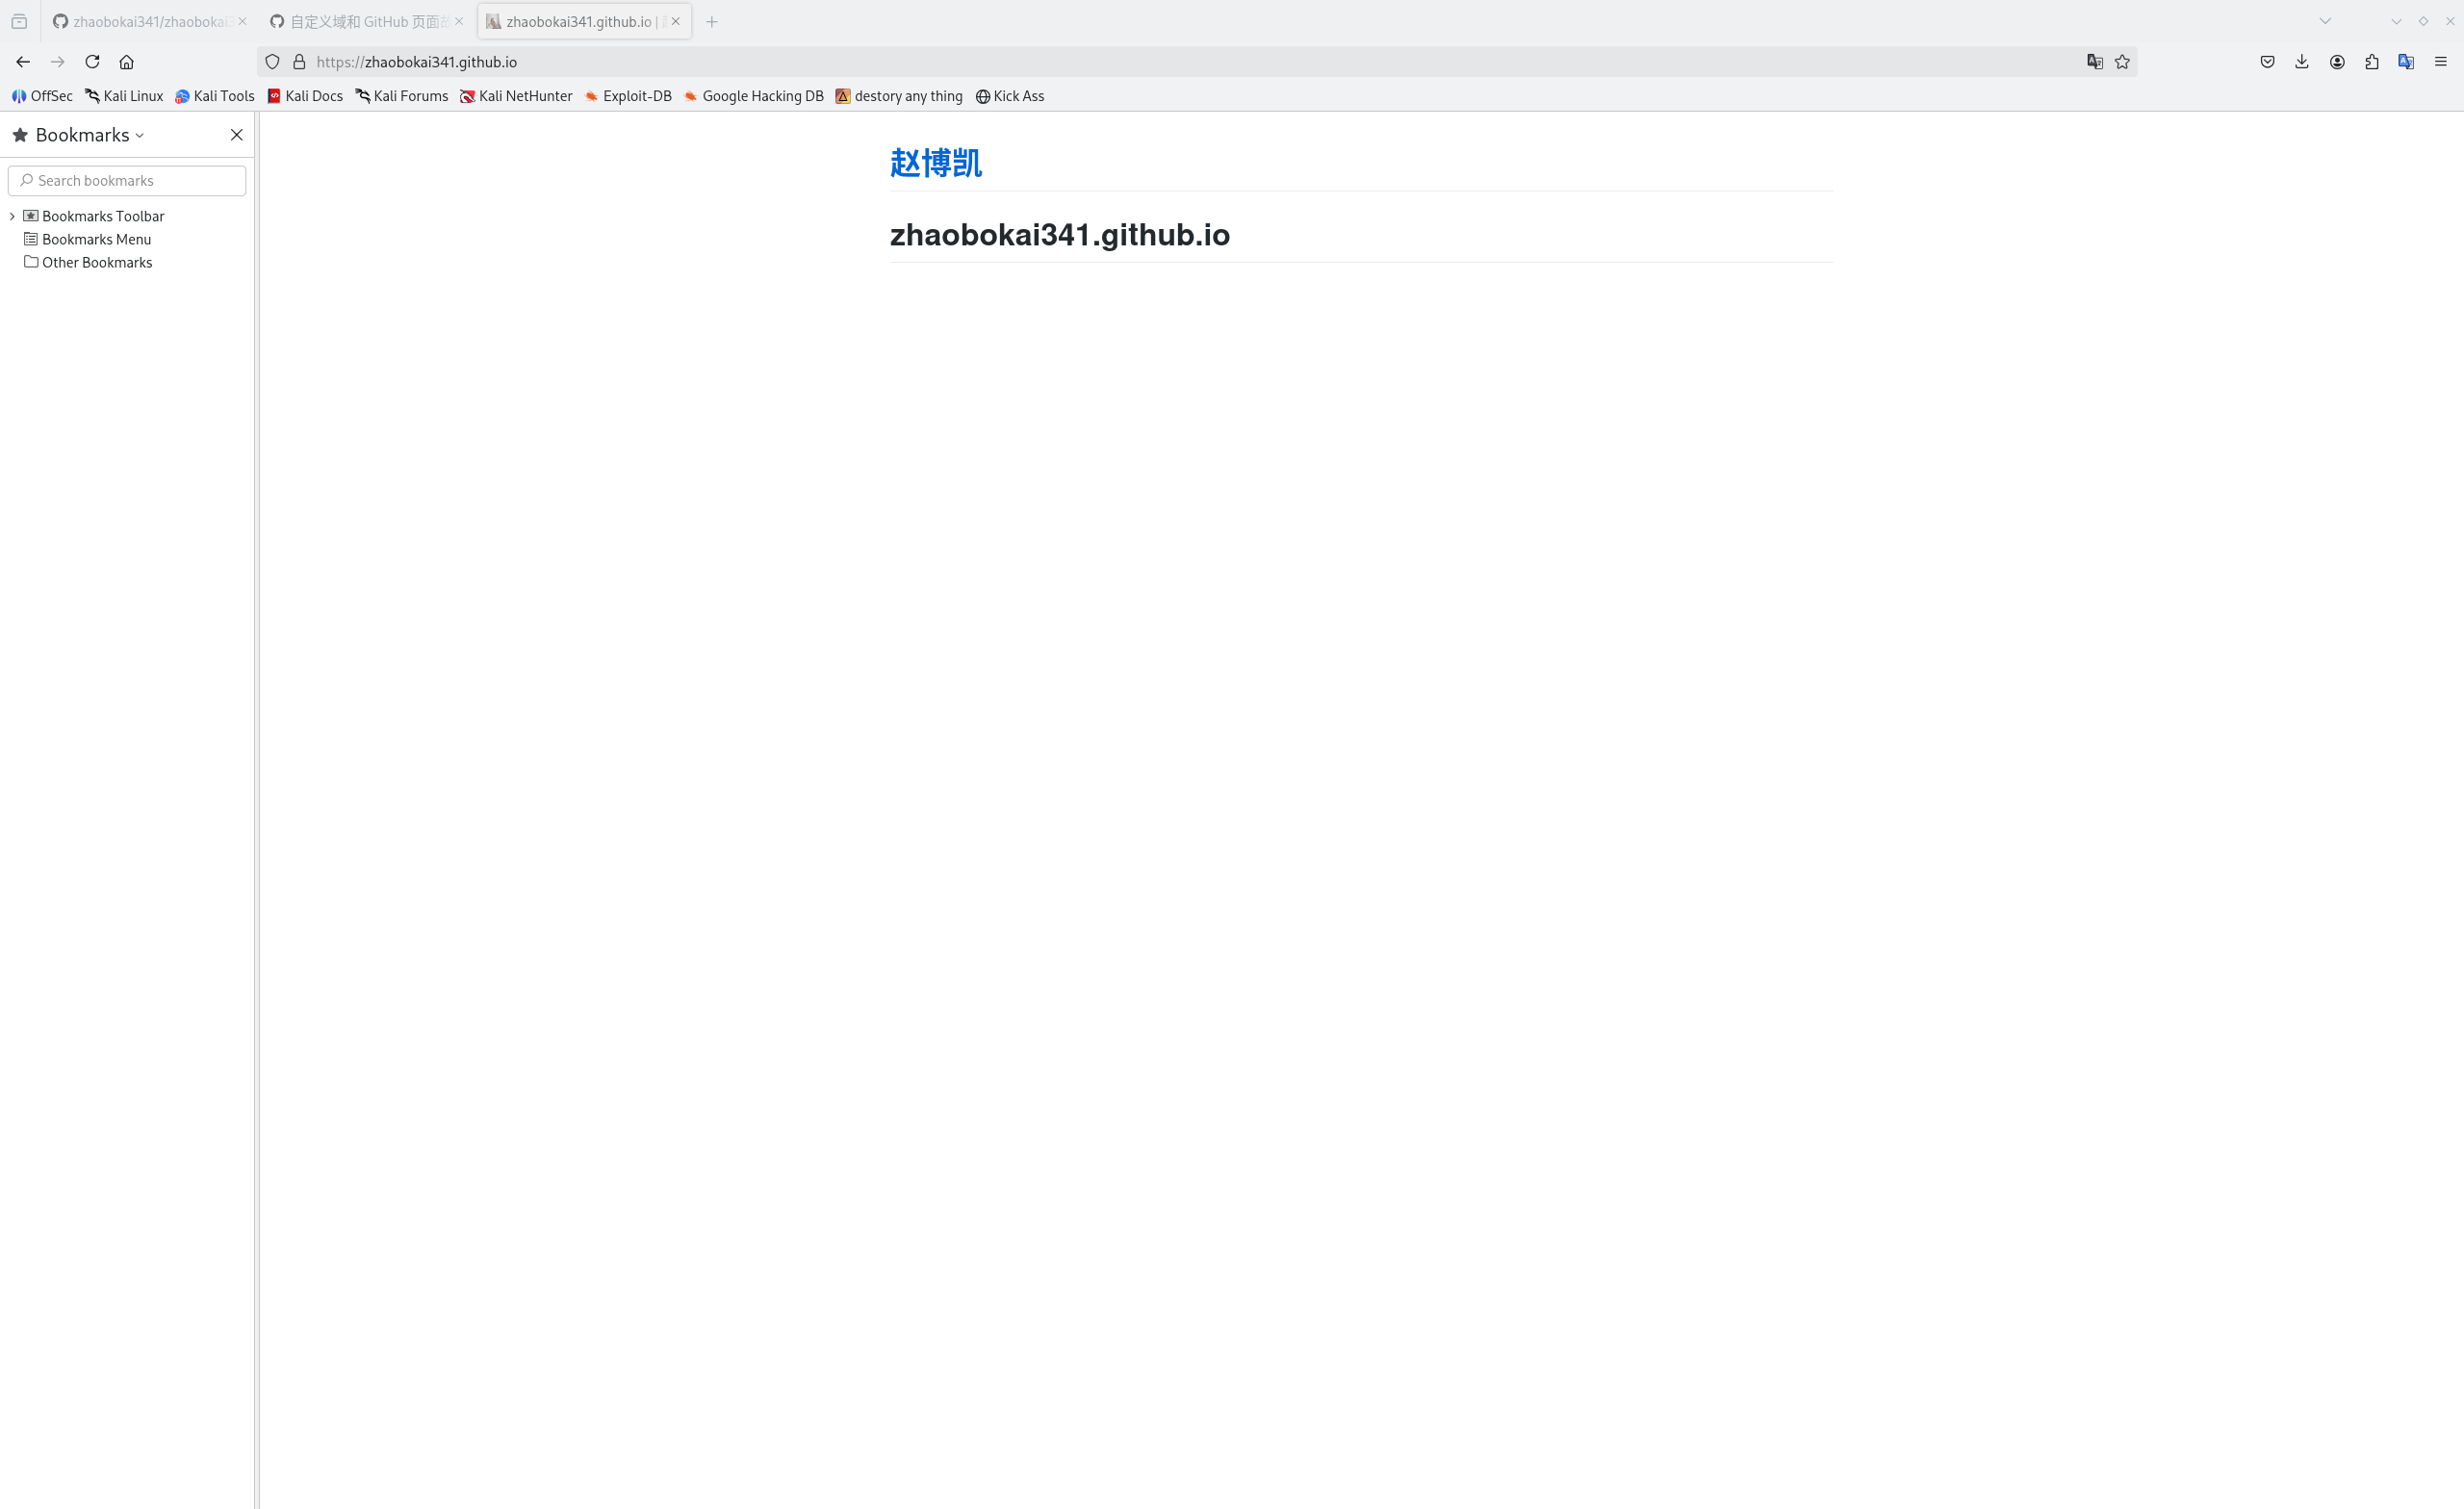 zhaobokai341/zhaobokai3
自定义域和 GitHub 页面
zhaobokai341.github.io |
https://zhaobokai341.github.io
OffSec Kali Linux Kali Tools Kali Docs Kali Forums Kali NetHunter Exploit-DB Google Hacking DB destory any thing Kick Ass
Bookmarks
Search bookmarks
Bookmarks Toolbar
Bookmarks Menu
Other Bookmarks
赵博凯
zhaobokai341.github.io